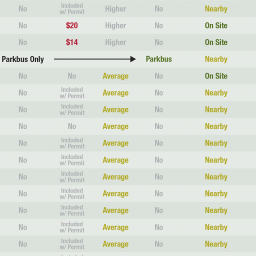 No Included w/ Permit Higher No Nearby
No $20 Higher No On Site
No $14 Higher No On Site
Parkbus Only Parkbus Nearby
No No Average No On Site
No Included w/ Permit Average No Nearby
No Included w/ Permit Average No Nearby
No No Average No Nearby
No Included w/ Permit Average No Nearby
No Included w/ Permit Average No Nearby
No Included w/ Permit Average No Nearby
No Included w/ Permit Average No Nearby
No Included w/ Permit Average No Nearby
No Included w/ Permit Average No Nearby
No Included w/ Permit Average No Nearby